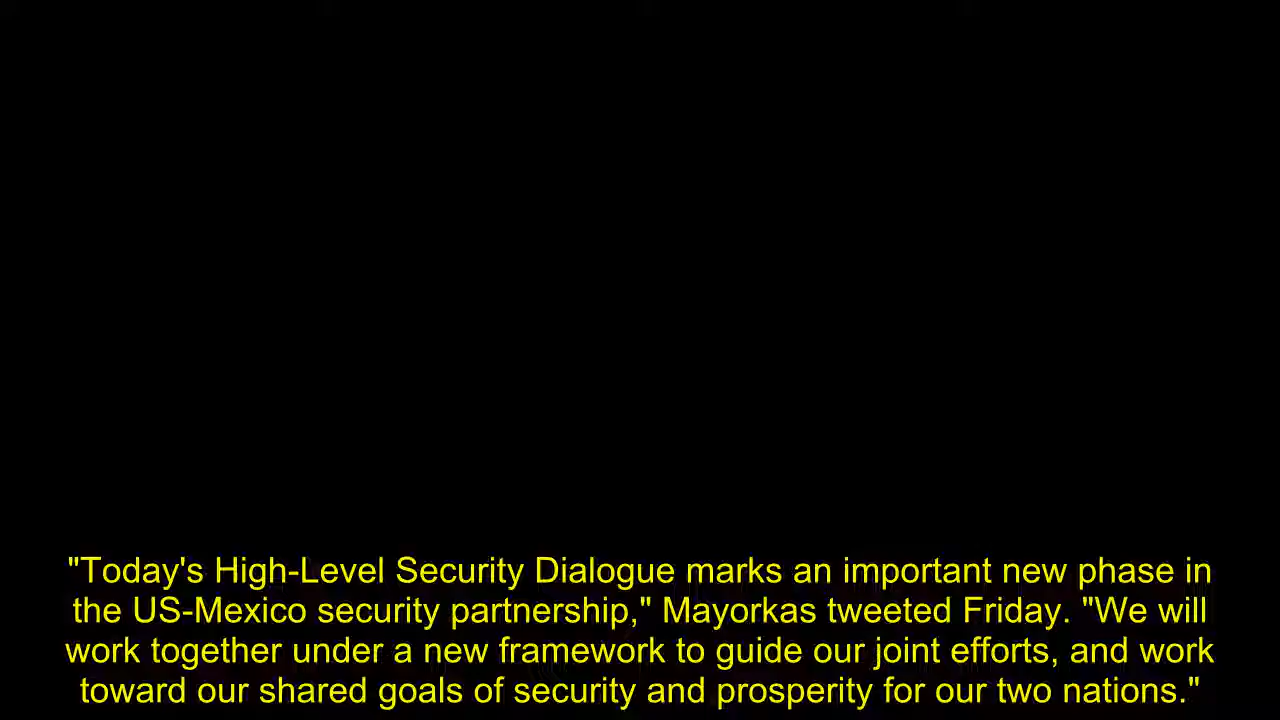 "Today's High-Level Security Dialogue marks an important new phase in
the US-Mexico security partnership," Mayorkas tweeted Friday. "We will
work together under a new framework to guide our joint efforts, and work
toward our shared goals of security and prosperity for our two nations."